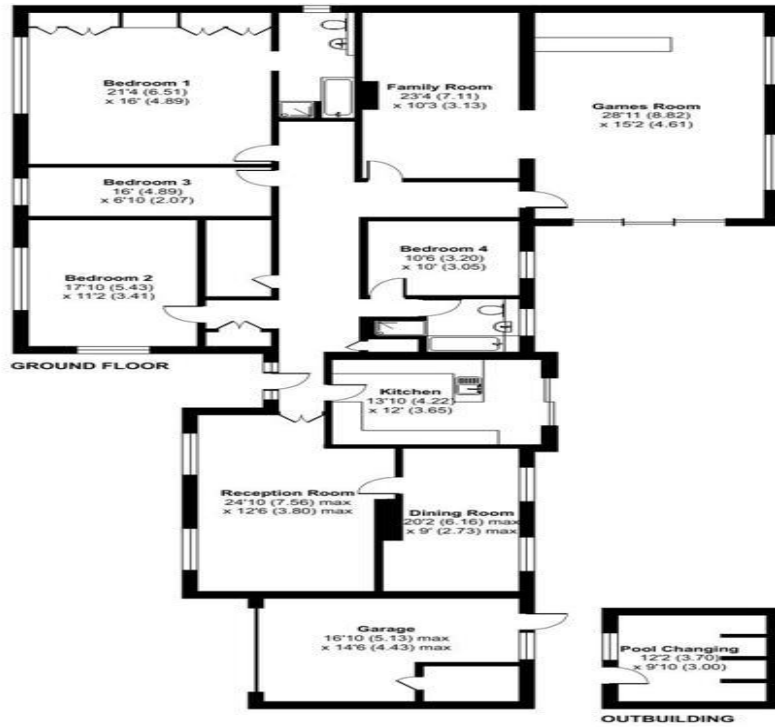 Bedroom 1
21'4 (6.51)
x 16' (4.89)
Family Room
23'4 (7.11)
x 10'3 (3.13)
Games Room
28'11 (8.82)
x 15'2 (4.61)
Bedroom 3
16' (4.89)
x 6'10 (2.07)
Bedroom 2
17'10 (5.43)
x 11'2 (3.41)
Bedroom 4
10'6 (3.20)
x 10' (3.05)
GROUND FLOOR
Kitchen
13'10 (4.22)
x 12' (3.65)
Reception Room
24'10 (7.56) max
x 12'6 (3.80) max
Dining Room
20'2 (6.16) max
x 9' (2.73) max
Garage
16'10 (5.13) max
x 14'6 (4.43) max
Pool Changing
12'2 (3.70)
x 9'10 (3.00)
OUTBUILDING